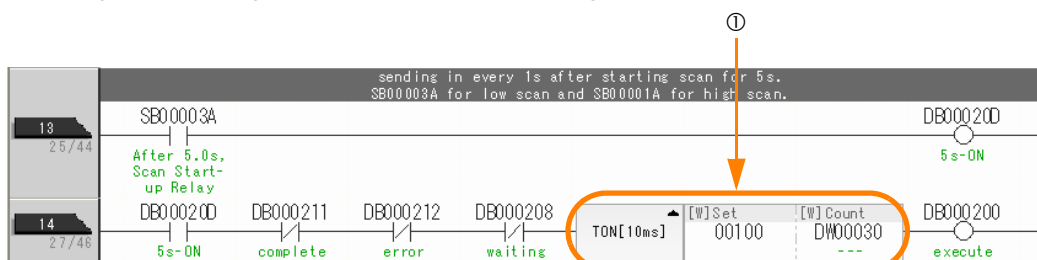 ①
sending in every 1s after starting scan for 5s.
SB00003A for low scan and SB00001A for high scan.
13
25/44
SB00003A
DB00020D
After 5.0s,
Scan Start-
up Relay
5s-ON
14
27/46
DB00020D DB000211 DB000212 DB000208 TON[10ms] [W]Set [W]Count DB000200
00100 DW00030
5s-ON complete error waiting --- execute